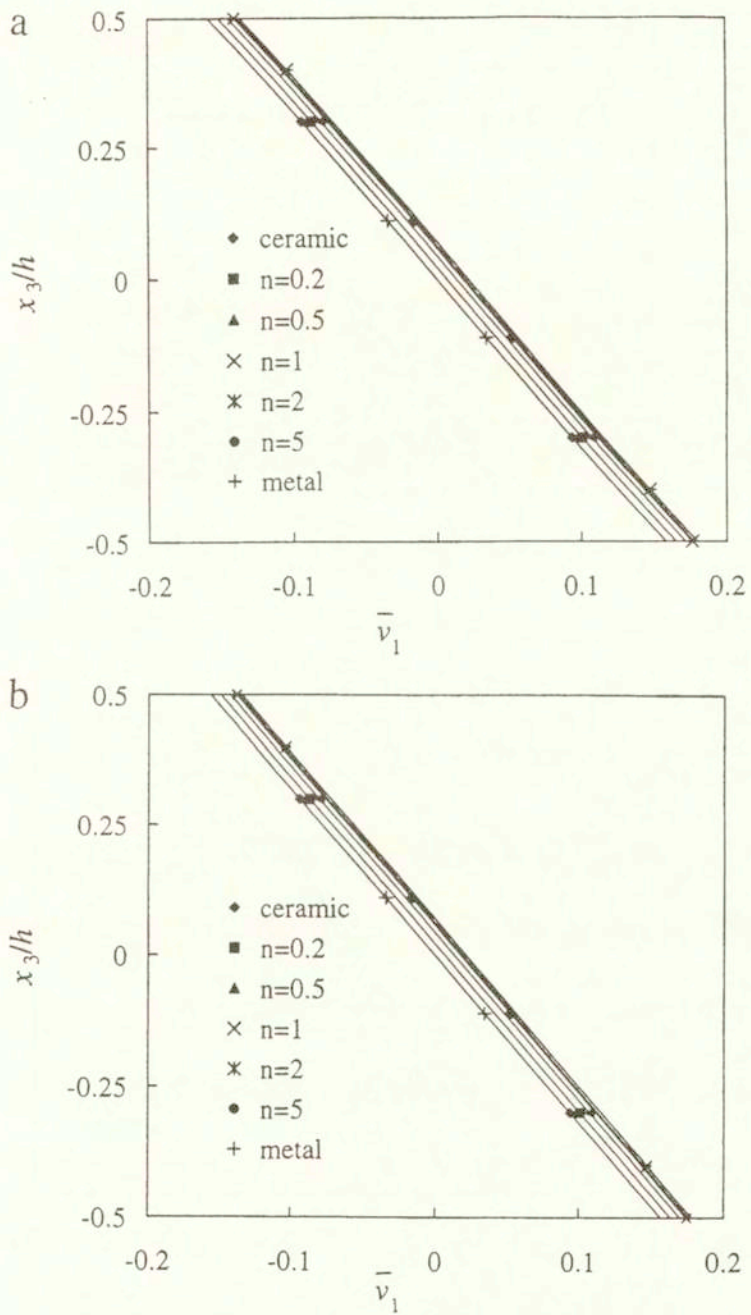 a
0.5
0.25
0
-0.25
-0.5
x3/h
ceramic
n=0.2
n=0.5
n=1
n=2
n=5
metal
-0.2
-0.1
0
0.1
0.2
v̄1
b
0.5
0.25
0
-0.25
-0.5
x3/h
ceramic
n=0.2
n=0.5
n=1
n=2
n=5
metal
-0.2
-0.1
0
0.1
0.2
v̄1